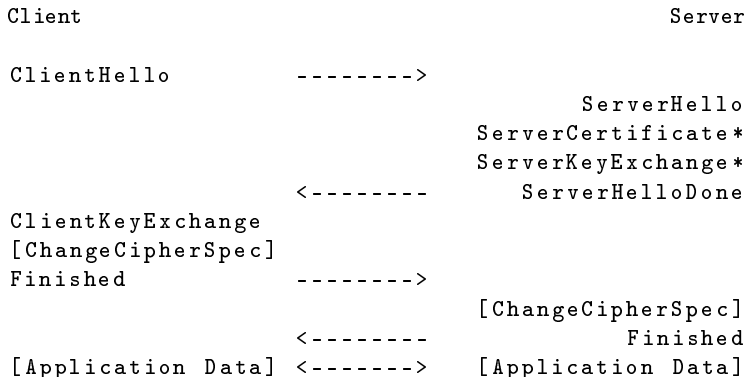 Client Server
ClientHello -------->
ServerHello
ServerCertificate*
ServerKeyExchange*
<-------- ServerHelloDone
ClientKeyExchange
[ChangeCipherSpec]
Finished -------->
[ChangeCipherSpec]
<-------- Finished
[Application Data] <-------> [Application Data]